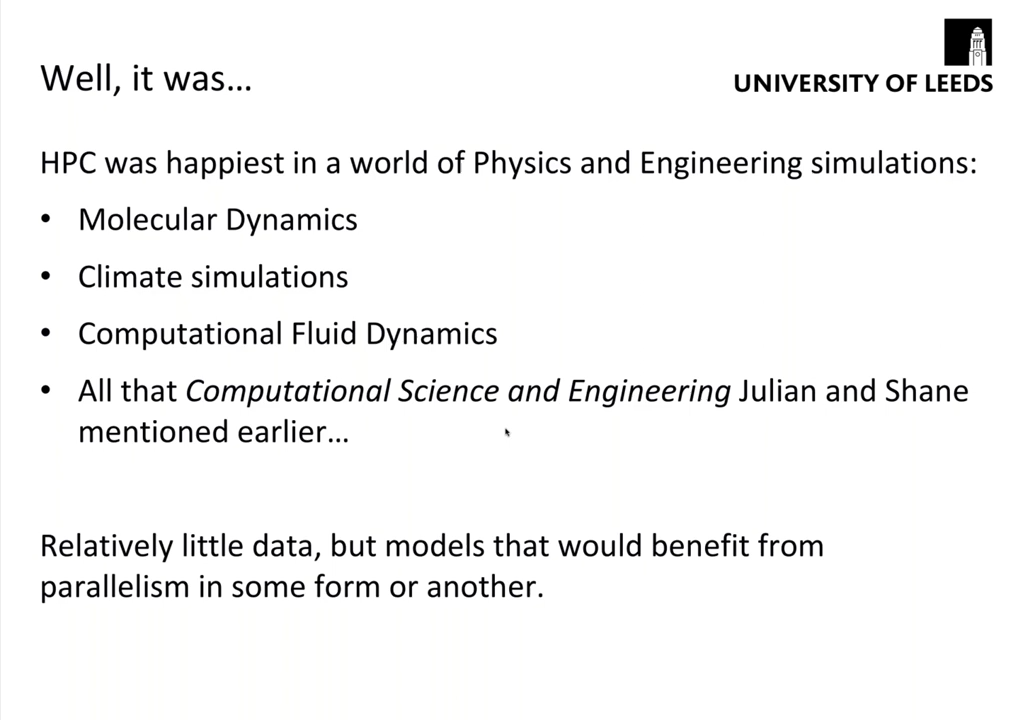 Well, it was...
UNIVERSITY OF LEEDS
HPC was happiest in a world of Physics and Engineering simulations:
• Molecular Dynamics
• Climate simulations
• Computational Fluid Dynamics
• All that Computational Science and Engineering Julian and Shane
mentioned earlier...
Relatively little data, but models that would benefit from
parallelism in some form or another.